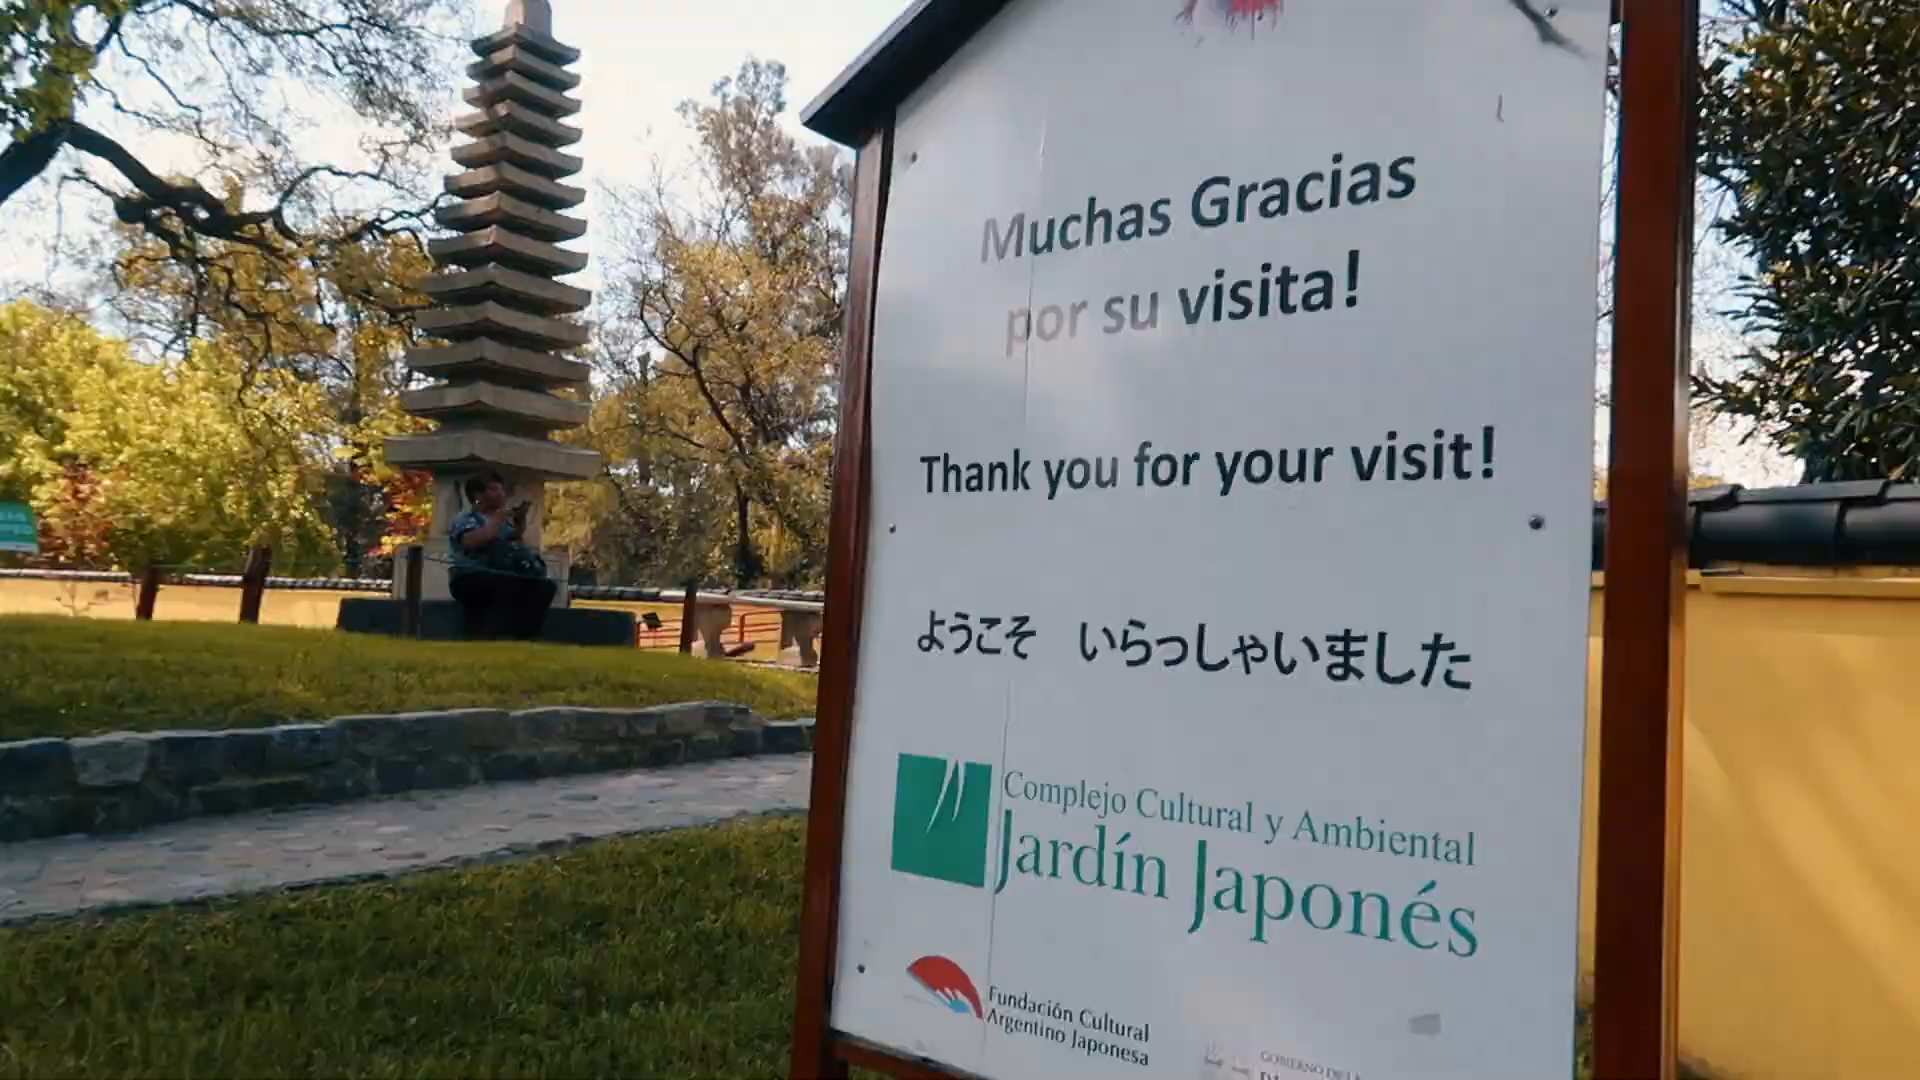 Muchas Gracias
por su visita!
Thank you for your visit!
ようこそ いらっしゃいました
Complejo Cultural y Ambiental
Jardín Japonés
Fundación Cultural
Argentino Japonesa